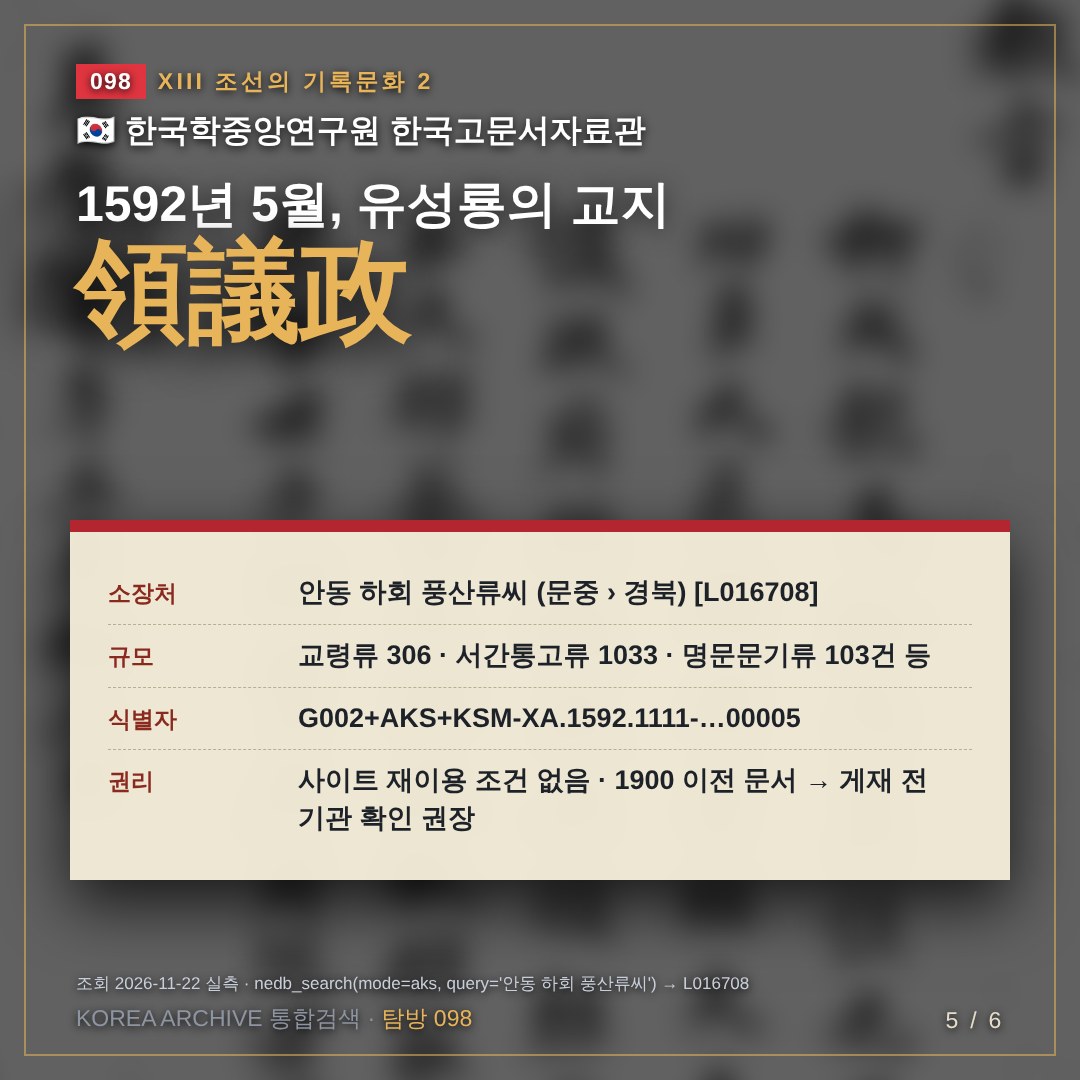 098 XIII 조선의 기록문화 2
🇰🇷 한국학중앙연구원 한국고문서자료관
1592년 5월, 유성룡의 교지
領議政
소장처 안동 하회 풍산류씨 (문중 › 경북) [L016708]
규모 교령류 306 · 서간통고류 1033 · 명문문기류 103건 등
식별자 G002+AKS+KSM-XA.1592.1111-…00005
권리 사이트 재이용 조건 없음 · 1900 이전 문서 → 게재 전
기관 확인 권장
조회 2026-11-22 실측 · nedb_search(mode=aks, query='안동 하회 풍산류씨') → L016708
KOREA ARCHIVE 통합검색 · 탐방 098
5 / 6